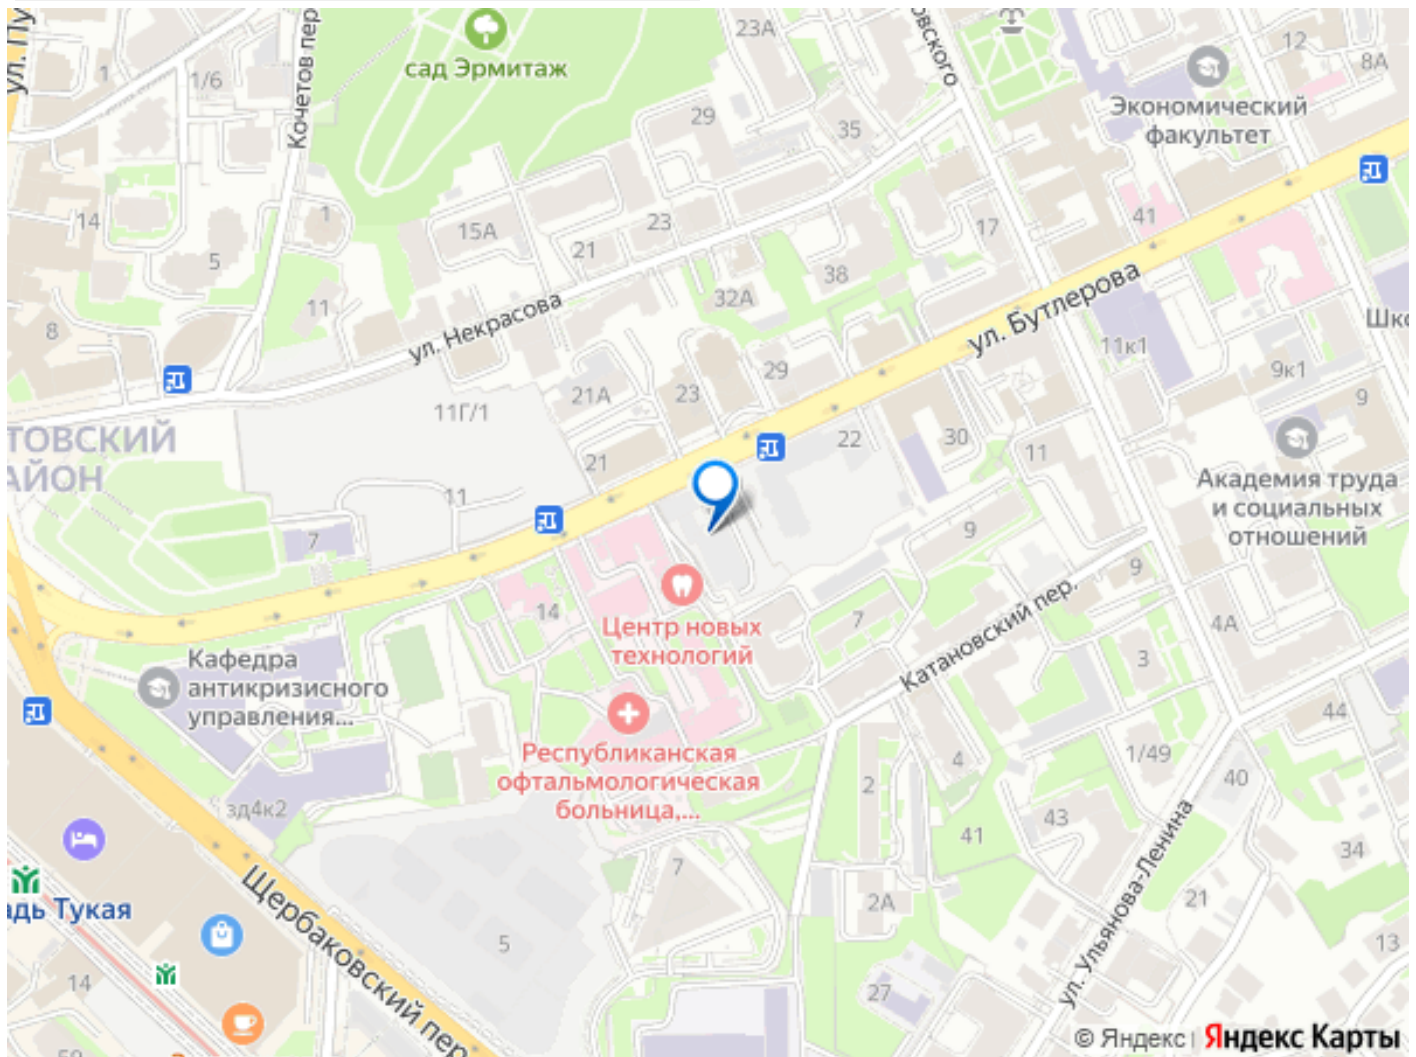 ул. Пу
Кочетов пер
сад Эрмитаж
23А
овского
12
8А
1
1/6
29
35
Экономический
факультет
14
1
15А
21
23
17
41
5
11
32А
38
ул. Бутлерова
8
ул. Некрасова
11к1
Шко
29
9к1
21А
23
9
11Г/1
22
30
11
ТОВСКИЙ
АЙОН
21
11
Академия труда
и социальных
отношений
7
9
9
14
Центр новых
технологий
7
Катановский пер.
4А
Кафедра
антикризисного
управления...
3
44
Республиканская
офтальмологическая
больница,...
4
1/49
40
2
зд4к2
41
43
34
7
адь Тукая
Щербаковский пер
2А
21
ул. Ульянова-Ленина
5
13
14
27
59
© Яндекс
Яндекс Карты